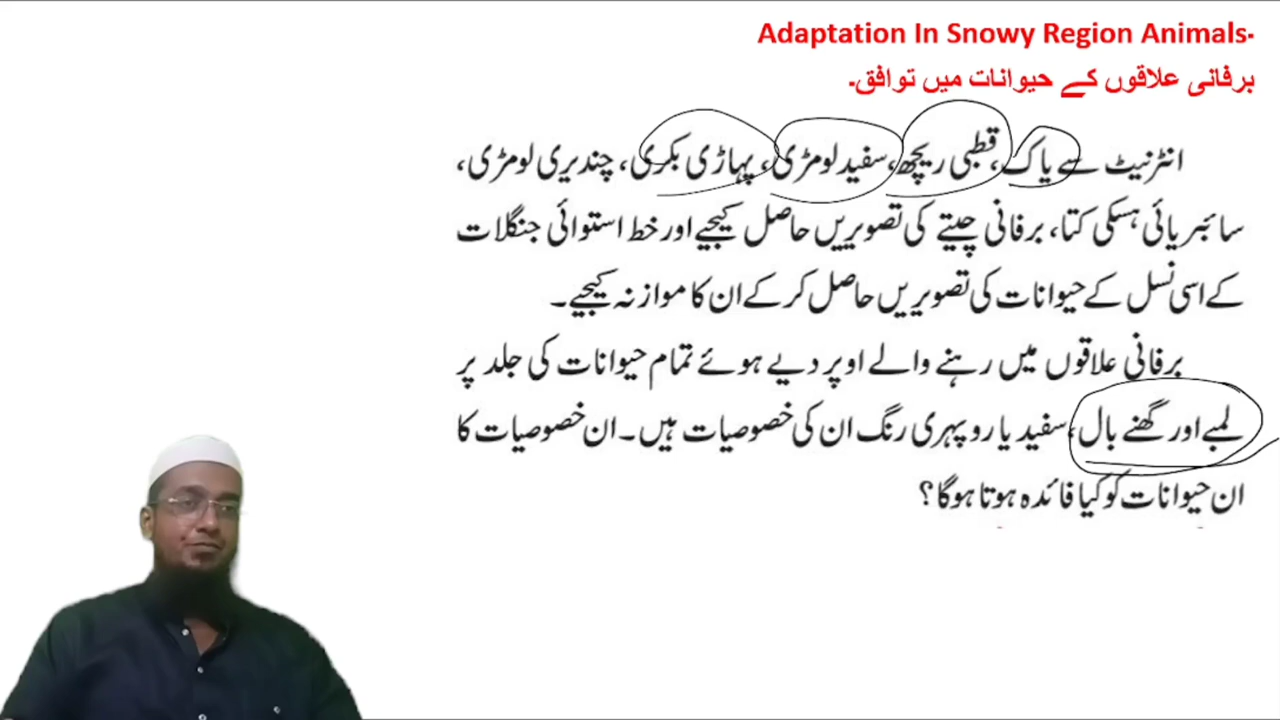 Adaptation In Snowy Region Animals-
برفانی علاقوں کے حیوانات میں توافق۔
انٹرنیٹ سے یاک، قطبی ریچھ، سفید لومڑی، پہاڑی بکری، چندیری لومڑی،
سائبریائی ہسکی کتا، برفانی چیتے کی تصویریں حاصل کیجیے اور خط استوائی جنگلات
کے اسی نسل کے حیوانات کی تصویریں حاصل کر کے ان کا موازنہ کیجیے۔
برفانی علاقوں میں رہنے والے اوپر دیے ہوئے تمام حیوانات کی جلد پر
لمبے اور گھنے بال، سفید یا روپہری رنگ ان کی خصوصیات ہیں۔ ان خصوصیات کا
ان حیوانات کو کیا فائدہ ہوتا ہوگا؟